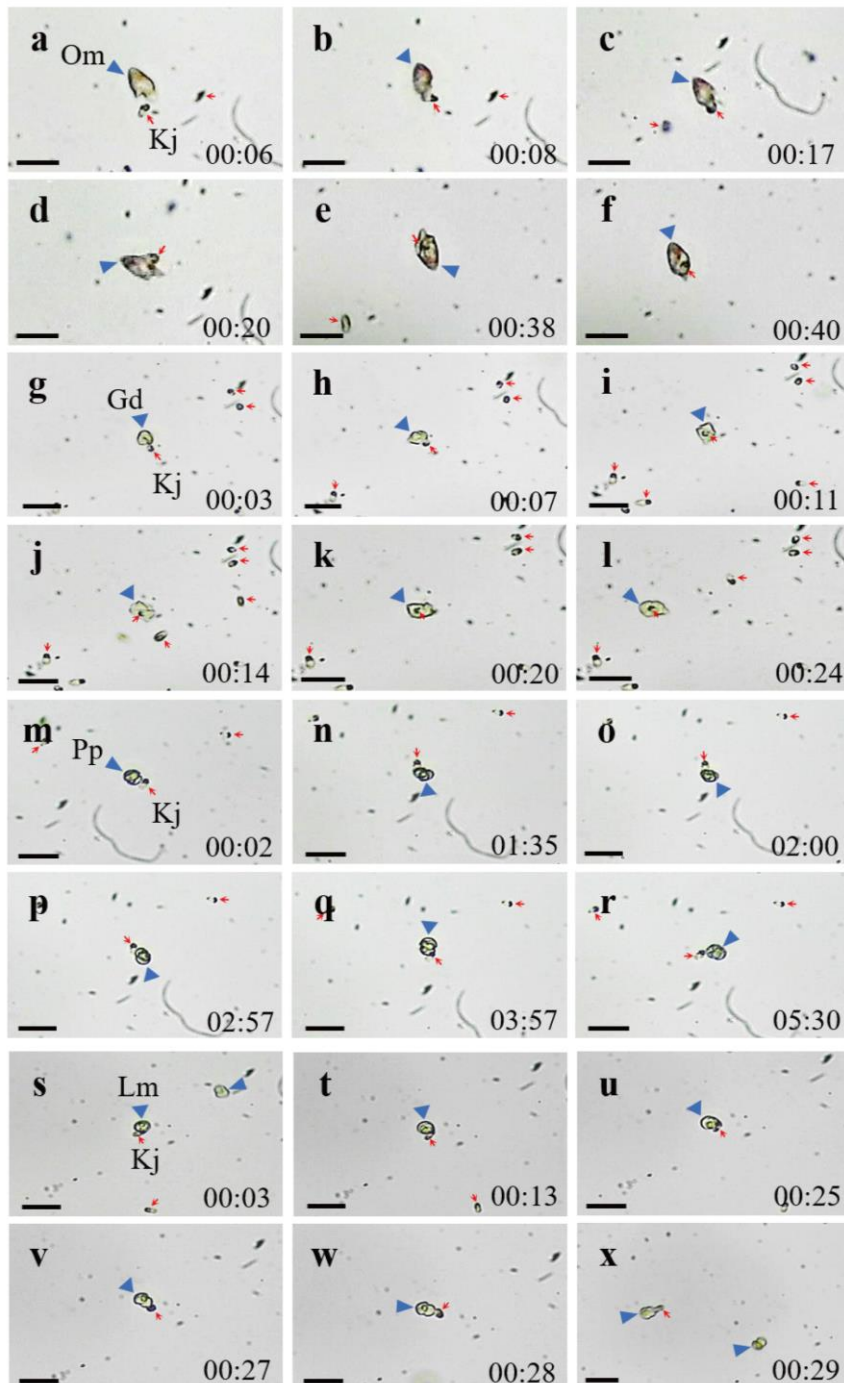 a Om Kj 00:06
b 00:08
c 00:17
d 00:20
e 00:38
f 00:40
g Gd Kj 00:03
h 00:07
i 00:11
j 00:14
k 00:20
l 00:24
m Pp Kj 00:02
n 01:35
o 02:00
p 02:57
q 03:57
r 05:30
s Lm Kj 00:03
t 00:13
u 00:25
v 00:27
w 00:28
x 00:29